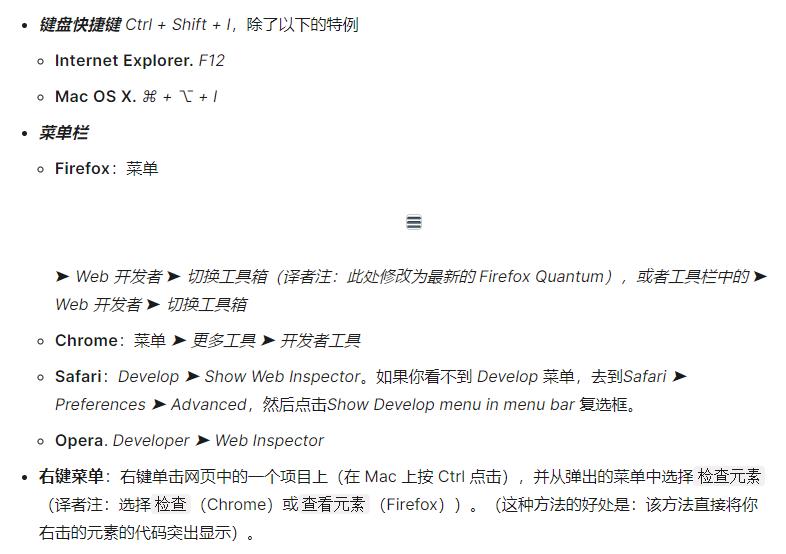 键盘快捷键 Ctrl + Shift + I，除了以下的特例
Internet Explorer. F12
Mac OS X. ⌘ + ⌥ + I
菜单栏
Firefox：菜单
➤ Web 开发者 ➤ 切换工具箱（译者注：此处修改为最新的 Firefox Quantum），或者工具栏中的 ➤
Web 开发者 ➤ 切换工具箱
Chrome：菜单 ➤ 更多工具 ➤ 开发者工具
Safari：Develop ➤ Show Web Inspector。如果你看不到 Develop 菜单，去到Safari ➤
Preferences ➤ Advanced，然后点击Show Develop menu in menu bar 复选框。
Opera. Developer ➤ Web Inspector
右键菜单：右键单击网页中的一个项目上（在 Mac 上按 Ctrl 点击），并从弹出的菜单中选择 检查元素
（译者注：选择 检查 （Chrome）或 查看元素 （Firefox））。（这种方法的好处是：该方法直接将你
右击的元素的代码突出显示）。